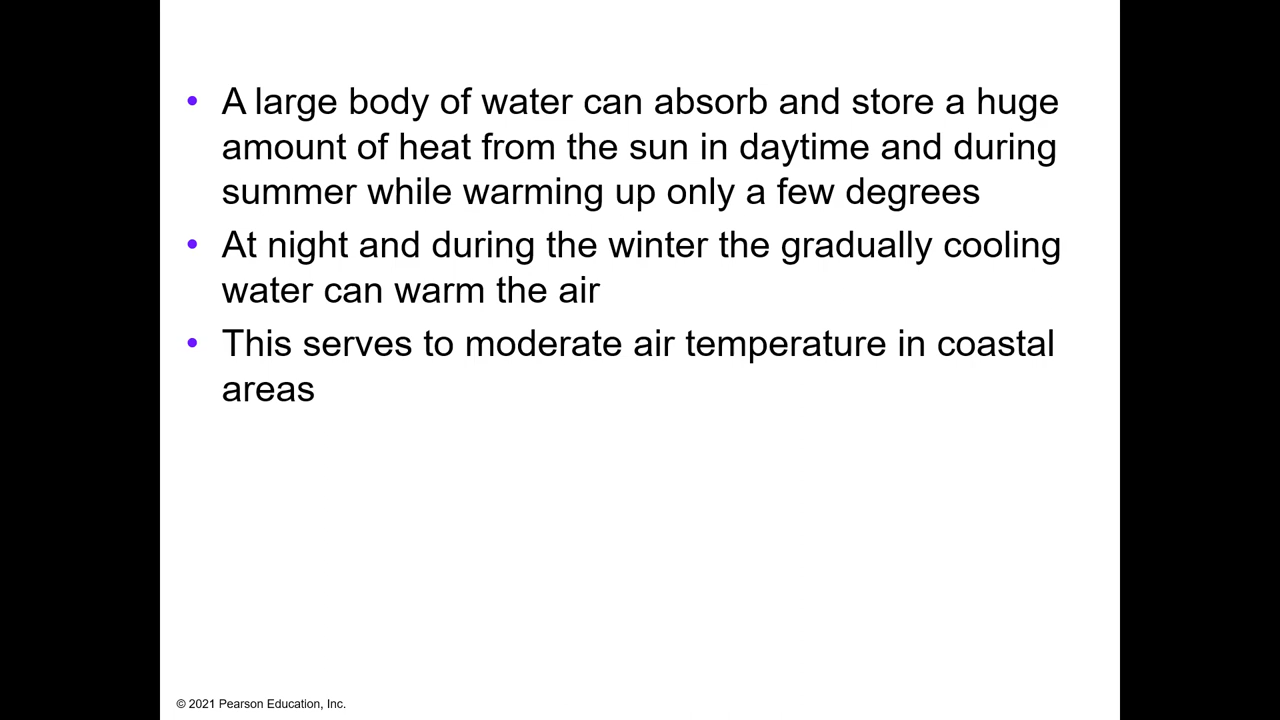 • A large body of water can absorb and store a huge
amount of heat from the sun in daytime and during
summer while warming up only a few degrees
• At night and during the winter the gradually cooling
water can warm the air
• This serves to moderate air temperature in coastal
areas
© 2021 Pearson Education, Inc.